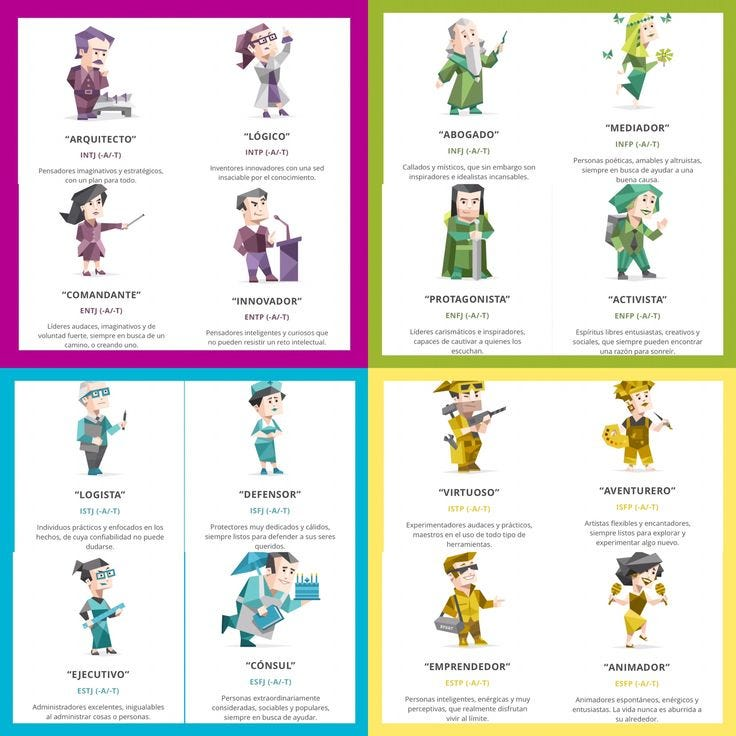 “ARQUITECTO”
INTJ (-A/-T)
Pensadores imaginativos y estratégicos,
con un plan para todo.
“LÓGICO”
INTP (-A/-T)
Inventores innovadores con una sed
insaciable por el conocimiento.
“COMANDANTE”
ENTJ (-A/-T)
Líderes audaces, imaginativos y de
voluntad fuerte, siempre en busca de un
camino, o creando uno.
“INNOVADOR”
ENTP (-A/-T)
Pensadores inteligentes y curiosos que
no pueden resistir un reto intelectual.
“ABOGADO”
INFJ (-A/-T)
Callados y místicos, que sin embargo son
inspiradores e idealistas incansables.
“MEDIADOR”
INFP (-A/-T)
Personas poéticas, amables y altruistas,
siempre en busca de ayudar a una
buena causa.
“PROTAGONISTA”
ENFJ (-A/-T)
Líderes carismáticos e inspiradores,
capaces de cautivar a quienes los
escuchan.
“ACTIVISTA”
ENFP (-A/-T)
Espíritus libres entusiastas, creativos y
sociales, que siempre pueden encontrar
una razón para sonreír.
“LOGISTA”
ISTJ (-A/-T)
Individuos prácticos y enfocados en los
hechos, de cuya confiabilidad no puede
dudarse.
“DEFENSOR”
ISFJ (-A/-T)
Protectores muy dedicados y cálidos,
siempre listos para defender a sus seres
queridos.
“EJECUTIVO”
ESTJ (-A/-T)
Administradores excelentes, inigualables
al administrar cosas o personas.
“CÓNSUL”
ESFJ (-A/-T)
Personas extraordinariamente
consideradas, sociales y populares,
siempre en busca de ayudar.
“VIRTUOSO”
ISTP (-A/-T)
Experimentadores audaces y prácticos,
maestros en el uso de todo tipo de
herramientas.
“AVENTURERO”
ISFP (-A/-T)
Artistas flexibles y encantadores,
siempre listos para explorar y
experimentar algo nuevo.
“EMPRENDEDOR”
ESTP (-A/-T)
Personas inteligentes, enérgicas y muy
perceptivas, que realmente disfrutan
vivir al límite.
“ANIMADOR”
ESFP (-A/-T)
Animadores espontáneos, enérgicos y
entusiastas. La vida nunca es aburrida a
su alrededor.